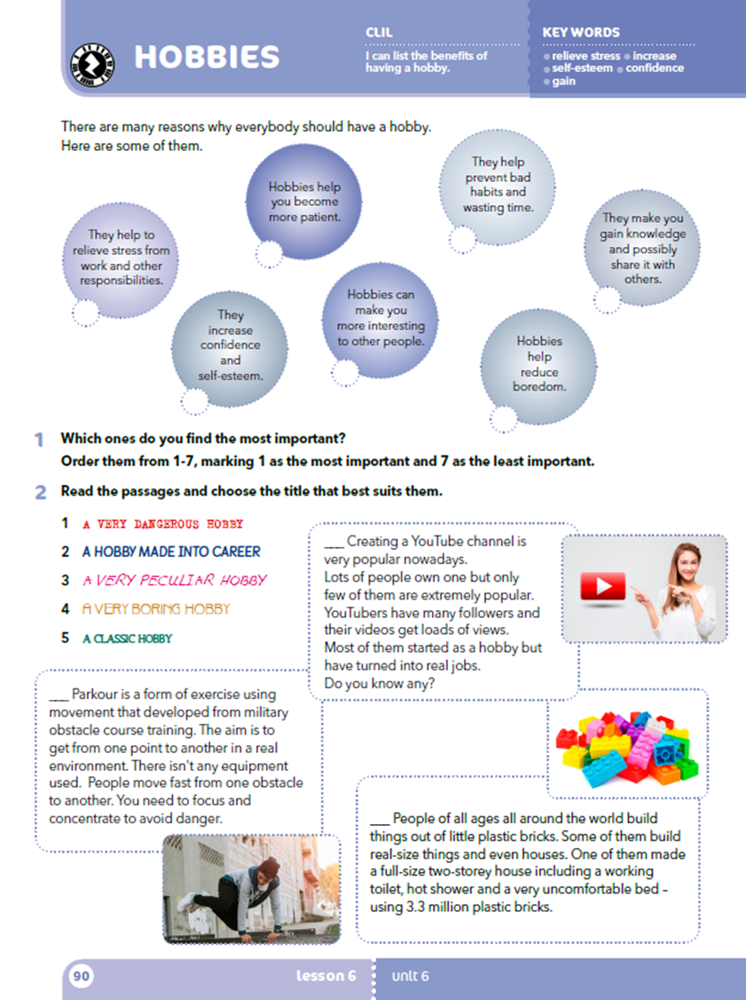 HOBBIES
CLIL
I can list the benefits of
having a hobby.
KEY WORDS
relieve stress increase
self-esteem confidence
gain
There are many reasons why everybody should have a hobby.
Here are some of them.
They help to
relieve stress from
work and other
responsibilities.
Hobbies help
you become
more patient.
They help
prevent bad
habits and
wasting time.
They make you
gain knowledge
and possibly
share it with
others.
They
increase
confidence
and
self-esteem.
Hobbies can
make you
more interesting
to other people.
Hobbies
help
reduce
boredom.
1 Which ones do you find the most important?
Order them from 1-7, marking 1 as the most important and 7 as the least important.
2 Read the passages and choose the title that best suits them.
1 A VERY DANGEROUS HOBBY
2 A HOBBY MADE INTO CAREER
3 A VERY PECULIAR HOBBY
4 A VERY BORING HOBBY
5 A CLASSIC HOBBY
___ Creating a YouTube channel is
very popular nowadays.
Lots of people own one but only
few of them are extremely popular.
YouTubers have many followers and
their videos get loads of views.
Most of them started as a hobby but
have turned into real jobs.
Do you know any?
___ Parkour is a form of exercise using
movement that developed from military
obstacle course training. The aim is to
get from one point to another in a real
environment. There isn't any equipment
used. People move fast from one obstacle
to another. You need to focus and
concentrate to avoid danger.
___ People of all ages all around the world build
things out of little plastic bricks. Some of them build
real-size things and even houses. One of them made
a full-size two-storey house including a working
toilet, hot shower and a very uncomfortable bed –
using 3.3 million plastic bricks.
90
lesson 6
unit 6